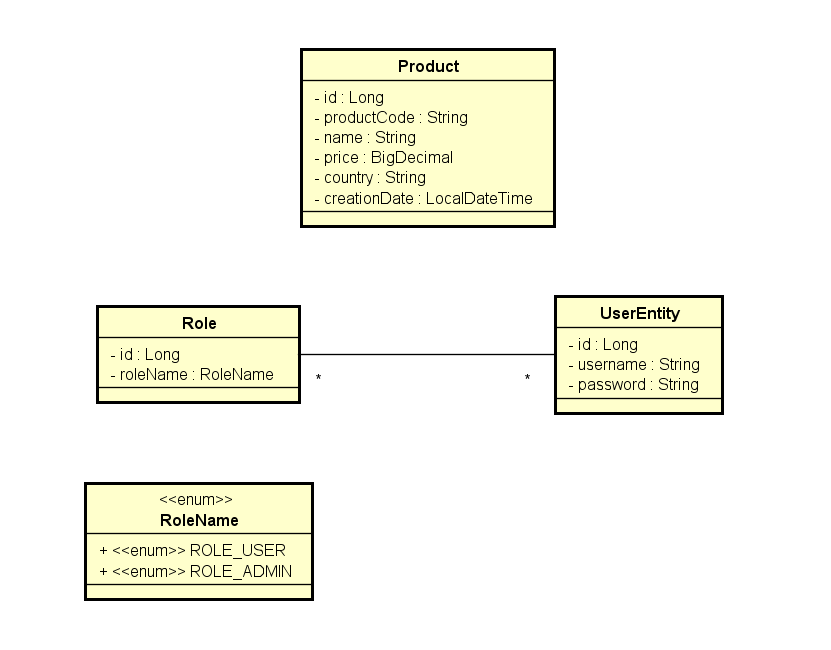 Product
- id : Long
- productCode : String
- name : String
- price : BigDecimal
- country : String
- creationDate : LocalDateTime
Role
- id : Long
- roleName : RoleName
*
*
UserEntity
- id : Long
- username : String
- password : String
<<enum>>
RoleName
+ <<enum>> ROLE_USER
+ <<enum>> ROLE_ADMIN